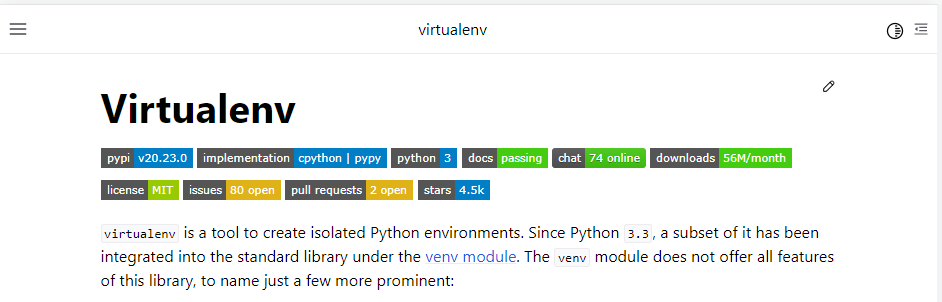 virtualenv
Virtualenv
pypi v20.23.0 implementation cpython | pypy python 3 docs passing chat 74 online downloads 56M/month
license MIT issues 80 open pull requests 2 open stars 4.5k
virtualenv is a tool to create isolated Python environments. Since Python 3.3, a subset of it has been
integrated into the standard library under the venv module. The venv module does not offer all features
of this library, to name just a few more prominent: